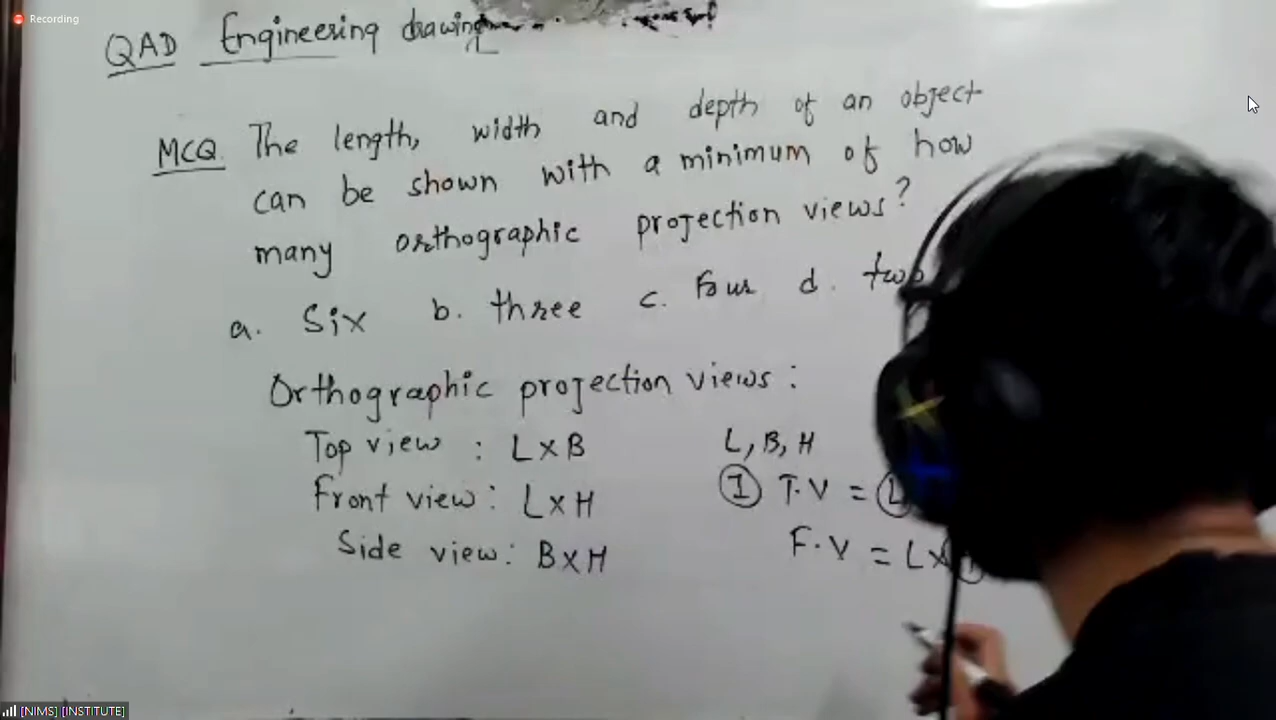 Recording
QAD Engineering drawing
MCQ The length, width and depth of an object
can be shown with a minimum of how
many orthographic projection views?
a. Six b. three c. Four d. two
Orthographic projection views :
Top view : L x B
Front view : L x H
Side view : B x H
L, B, H
1 T.V =
F.V = L x
[NIMS] [INSTITUTE]